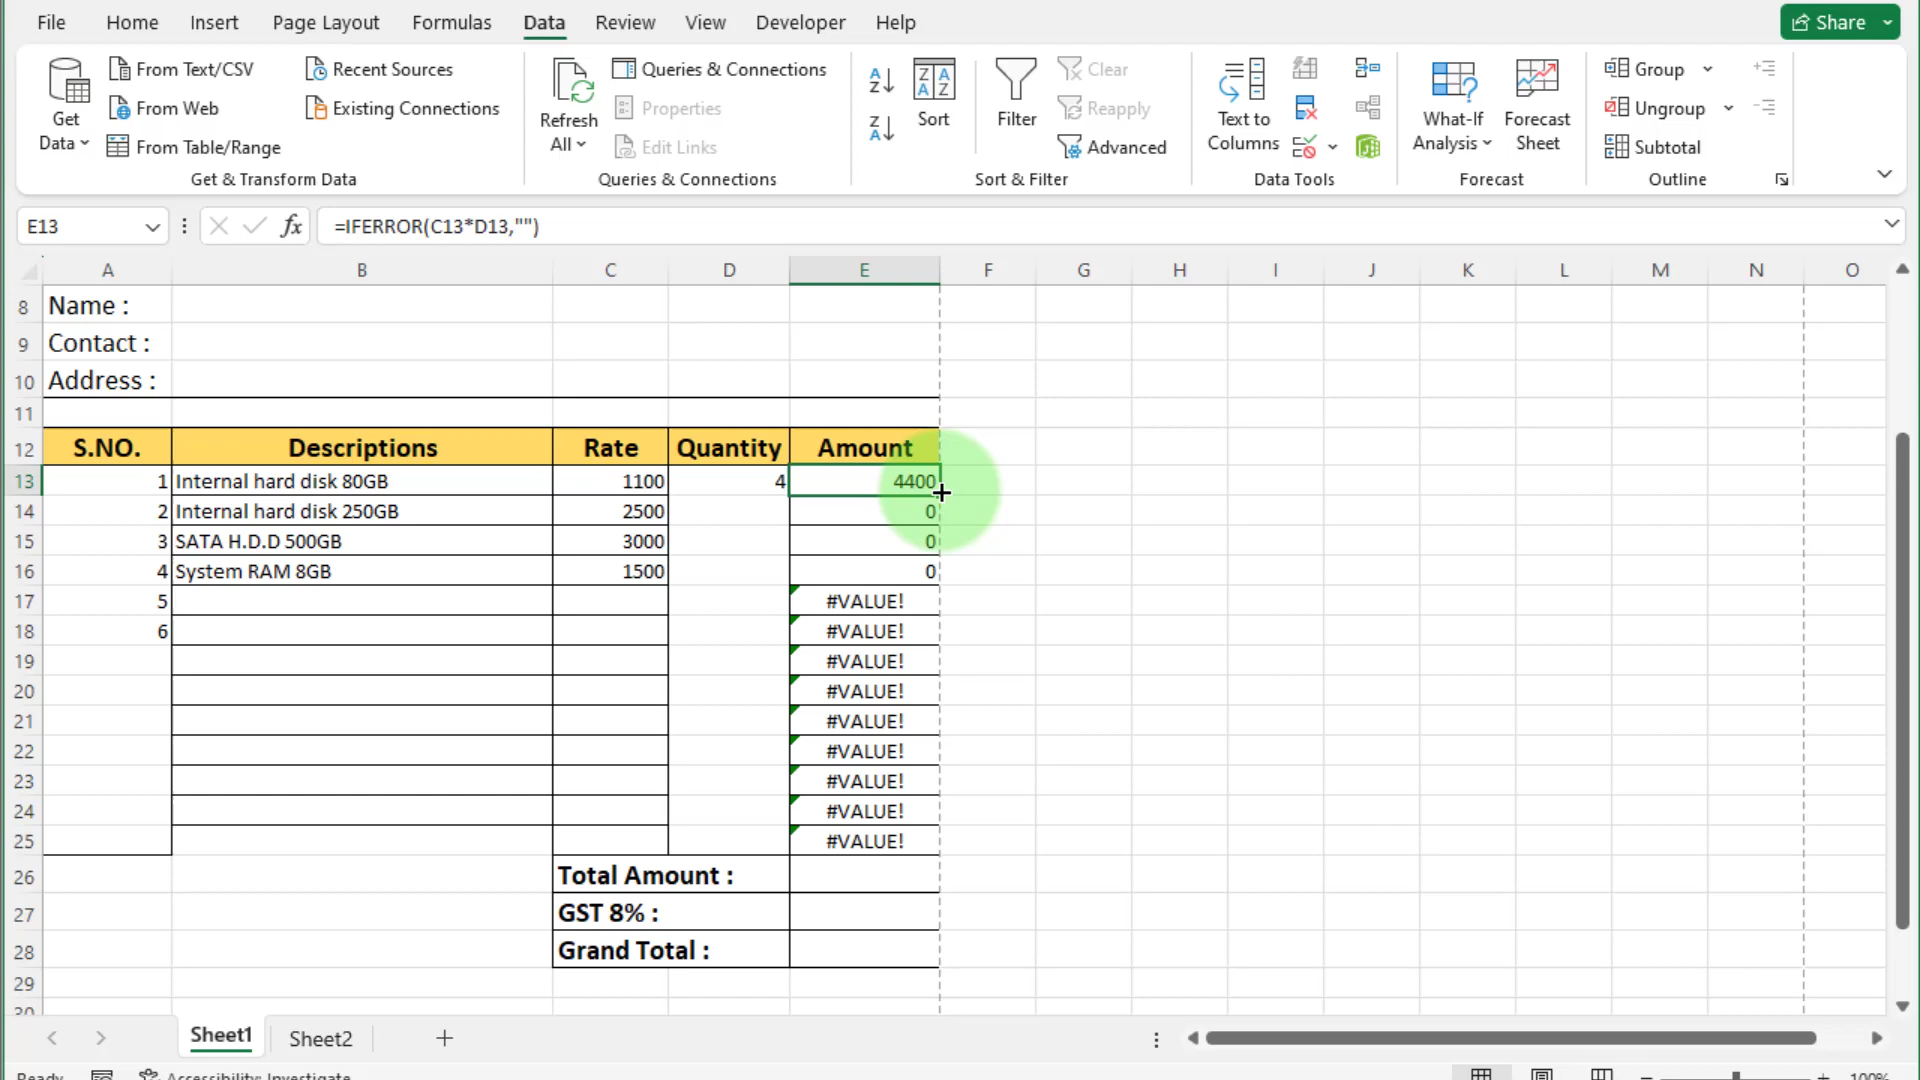 File Home Insert Page Layout Formulas Data Review View Developer Help Share
Get Data
From Text/CSV
From Web
From Table/Range
Recent Sources
Existing Connections
Get & Transform Data
Refresh All
Queries & Connections
Properties
Edit Links
Queries & Connections
Sort
Filter
Clear
Reapply
Advanced
Sort & Filter
Text to Columns
Data Tools
What-If Analysis
Forecast Sheet
Forecast
Group
Ungroup
Subtotal
Outline
E13 fx =IFERROR(C13*D13,"")
A B C D E F G H I J K L M N O
8 Name :
9 Contact :
10 Address :
11
12 S.NO. Descriptions Rate Quantity Amount
13 1 Internal hard disk 80GB 1100 4 4400
14 2 Internal hard disk 250GB 2500 0
15 3 SATA H.D.D 500GB 3000 0
16 4 System RAM 8GB 1500 0
17 5 #VALUE!
18 6 #VALUE!
19 #VALUE!
20 #VALUE!
21 #VALUE!
22 #VALUE!
23 #VALUE!
24 #VALUE!
25 #VALUE!
26 Total Amount :
27 GST 8% :
28 Grand Total :
29
30
Sheet1 Sheet2
Ready Accessibility: Investigate 100%